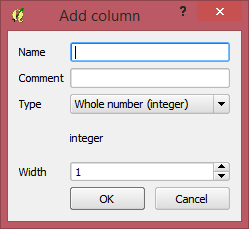 Add column
?
Name
Comment
Type Whole number (integer)
integer
Width 1
OK Cancel